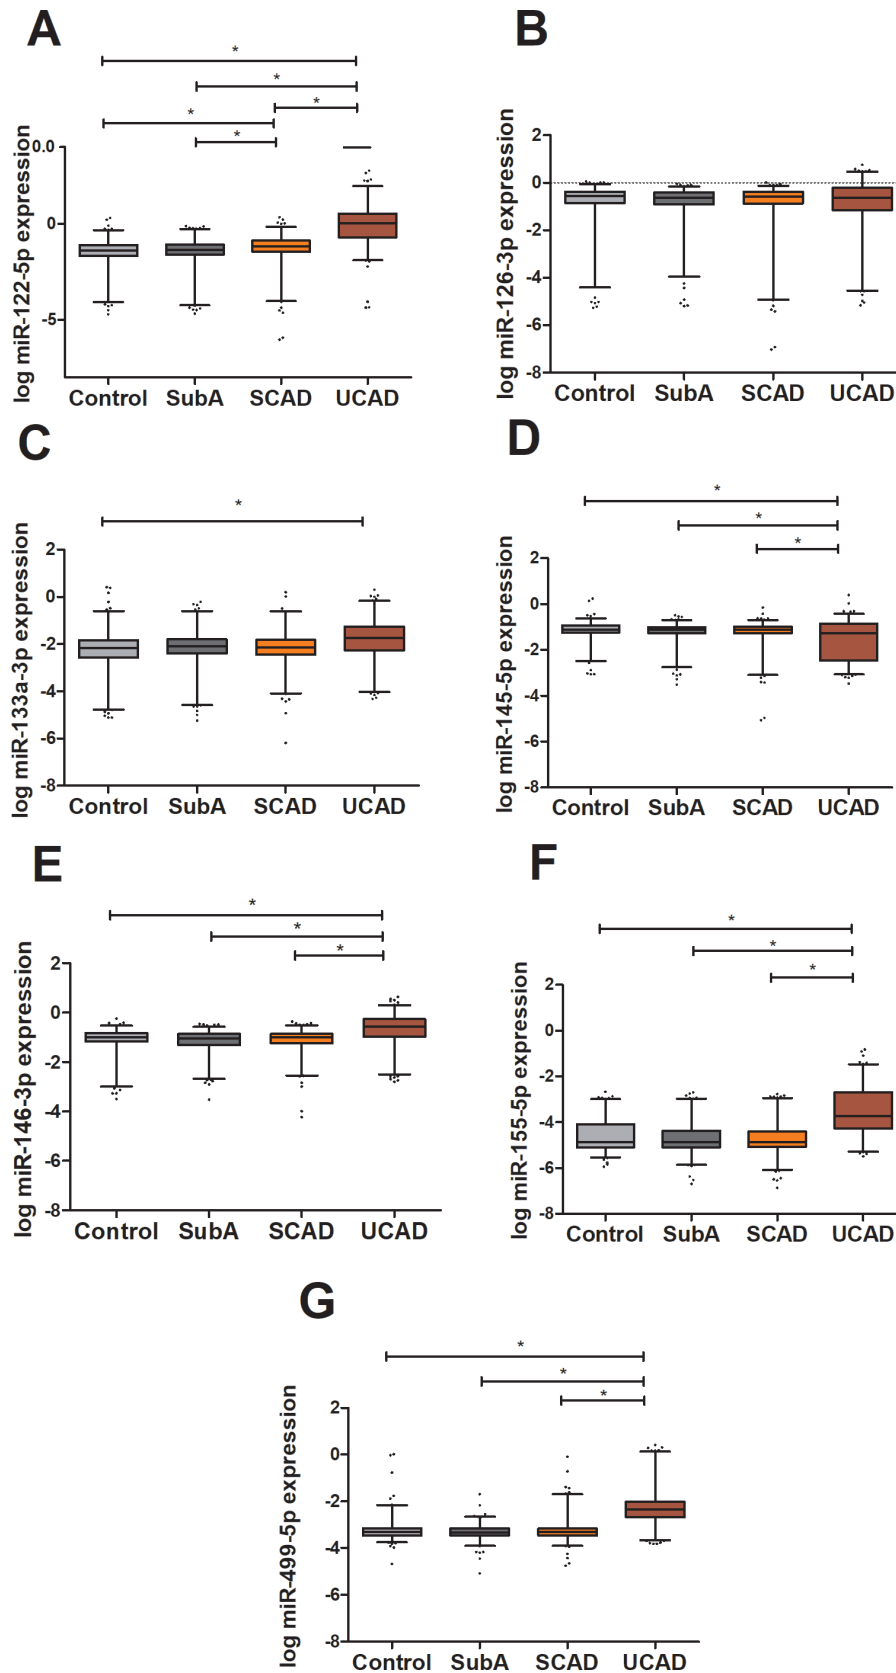 A
*
*
*
*
*
log miR-122-5p expression
0.0
0
-5
Control SubA SCAD UCAD
B
log miR-126-3p expression
2
0
-2
-4
-6
-8
Control SubA SCAD UCAD
C
*
log miR-133a-3p expression
2
0
-2
-4
-6
-8
Control SubA SCAD UCAD
D
*
*
*
log miR-145-5p expression
2
0
-2
-4
-6
-8
Control SubA SCAD UCAD
E
*
*
*
log miR-146-3p expression
2
0
-2
-4
-6
-8
Control SubA SCAD UCAD
F
*
*
*
log miR-155-5p expression
2
0
-2
-4
-6
-8
Control SubA SCAD UCAD
G
*
*
*
log miR-499-5p expression
2
0
-2
-4
-6
-8
Control SubA SCAD UCAD